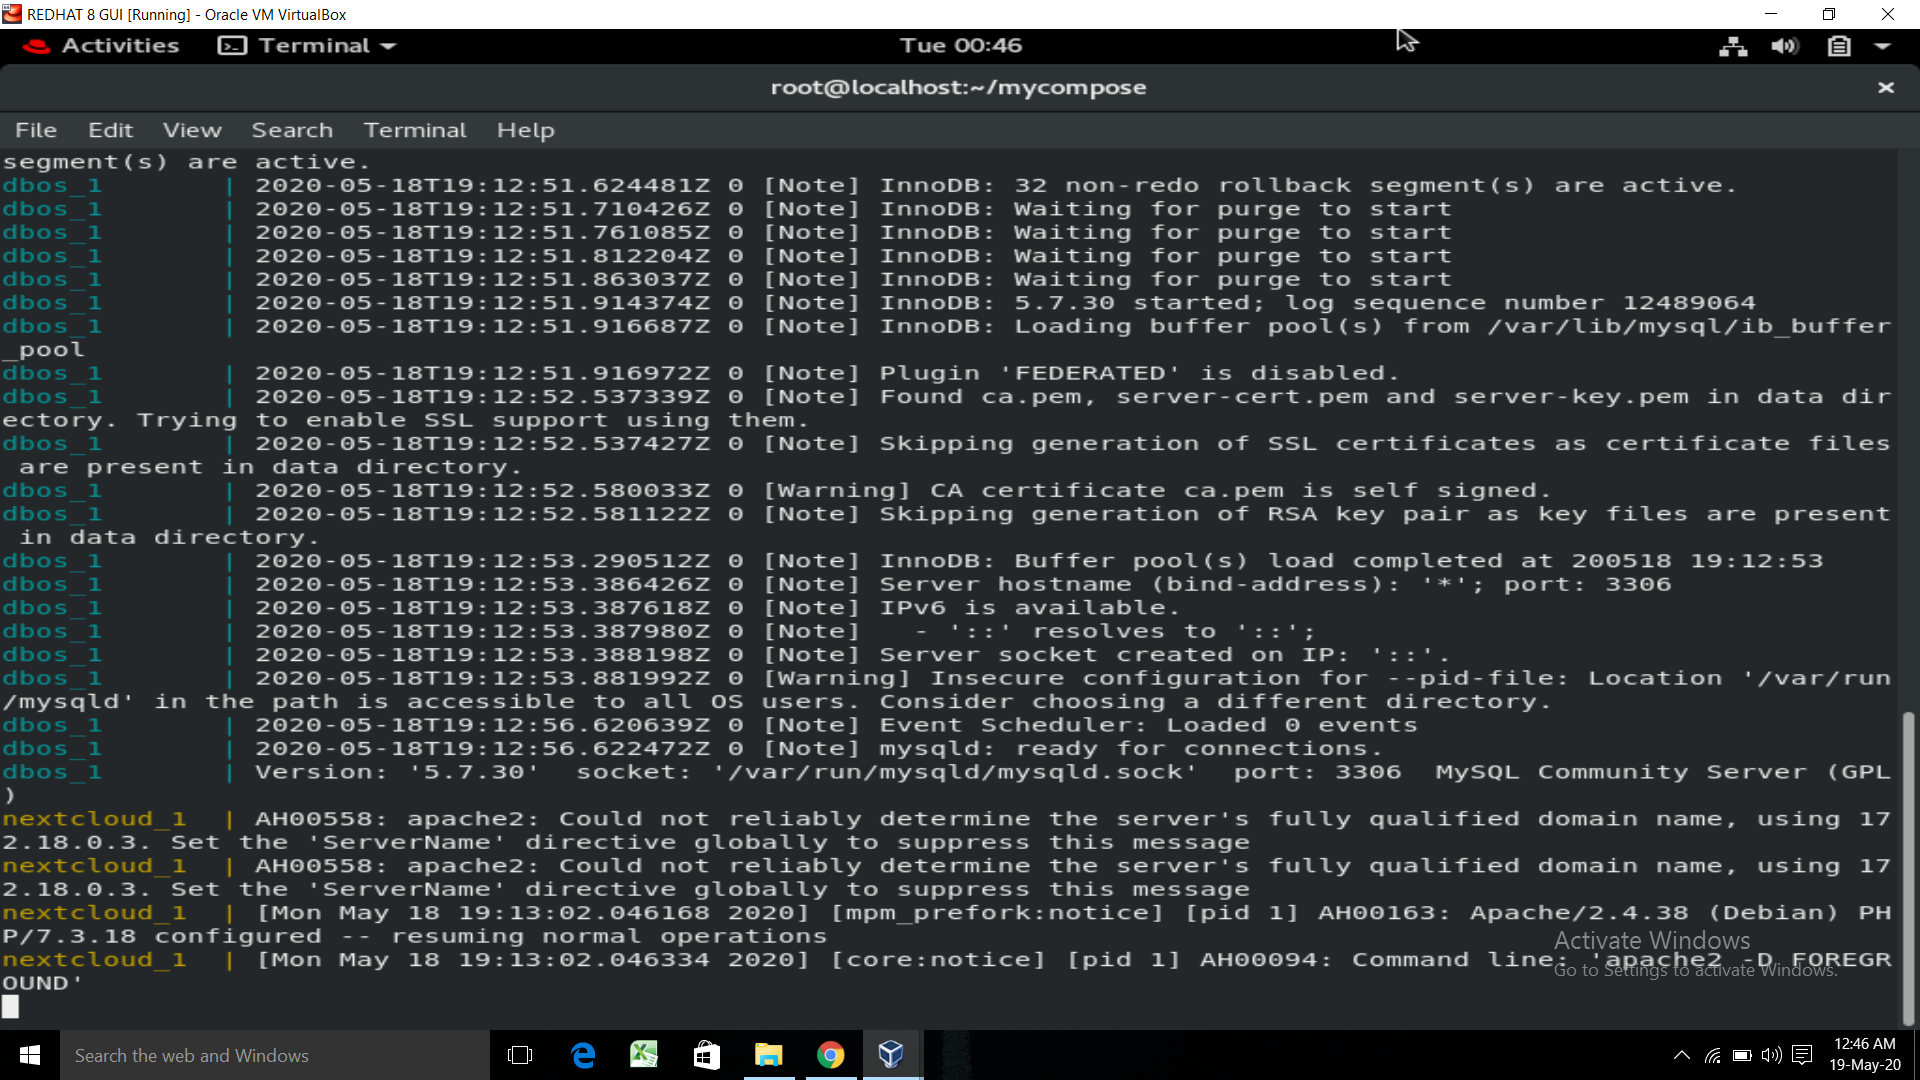 REDHAT 8 GUI [Running] - Oracle VM VirtualBox
Activities Terminal Tue 00:46
root@localhost:~/mycompose
File Edit View Search Terminal Help
segment(s) are active.
dbos_1 | 2020-05-18T19:12:51.624481Z 0 [Note] InnoDB: 32 non-redo rollback segment(s) are active.
dbos_1 | 2020-05-18T19:12:51.710426Z 0 [Note] InnoDB: Waiting for purge to start
dbos_1 | 2020-05-18T19:12:51.761085Z 0 [Note] InnoDB: Waiting for purge to start
dbos_1 | 2020-05-18T19:12:51.812204Z 0 [Note] InnoDB: Waiting for purge to start
dbos_1 | 2020-05-18T19:12:51.863037Z 0 [Note] InnoDB: Waiting for purge to start
dbos_1 | 2020-05-18T19:12:51.914374Z 0 [Note] InnoDB: 5.7.30 started; log sequence number 12489064
dbos_1 | 2020-05-18T19:12:51.916687Z 0 [Note] InnoDB: Loading buffer pool(s) from /var/lib/mysql/ib_buffer
_pool
dbos_1 | 2020-05-18T19:12:51.916972Z 0 [Note] Plugin 'FEDERATED' is disabled.
dbos_1 | 2020-05-18T19:12:52.537339Z 0 [Note] Found ca.pem, server-cert.pem and server-key.pem in data dir
ectory. Trying to enable SSL support using them.
dbos_1 | 2020-05-18T19:12:52.537427Z 0 [Note] Skipping generation of SSL certificates as certificate files
are present in data directory.
dbos_1 | 2020-05-18T19:12:52.580033Z 0 [Warning] CA certificate ca.pem is self signed.
dbos_1 | 2020-05-18T19:12:52.581122Z 0 [Note] Skipping generation of RSA key pair as key files are present
in data directory.
dbos_1 | 2020-05-18T19:12:53.290512Z 0 [Note] InnoDB: Buffer pool(s) load completed at 200518 19:12:53
dbos_1 | 2020-05-18T19:12:53.386426Z 0 [Note] Server hostname (bind-address): '*'; port: 3306
dbos_1 | 2020-05-18T19:12:53.387618Z 0 [Note] IPv6 is available.
dbos_1 | 2020-05-18T19:12:53.387980Z 0 [Note] - '::' resolves to '::';
dbos_1 | 2020-05-18T19:12:53.388198Z 0 [Note] Server socket created on IP: '::'.
dbos_1 | 2020-05-18T19:12:53.881992Z 0 [Warning] Insecure configuration for --pid-file: Location '/var/run
/mysqld' in the path is accessible to all OS users. Consider choosing a different directory.
dbos_1 | 2020-05-18T19:12:56.620639Z 0 [Note] Event Scheduler: Loaded 0 events
dbos_1 | 2020-05-18T19:12:56.622472Z 0 [Note] mysqld: ready for connections.
dbos_1 | Version: '5.7.30' socket: '/var/run/mysqld/mysqld.sock' port: 3306 MySQL Community Server (GPL
)
nextcloud_1 | AH00558: apache2: Could not reliably determine the server's fully qualified domain name, using 17
2.18.0.3. Set the 'ServerName' directive globally to suppress this message
nextcloud_1 | AH00558: apache2: Could not reliably determine the server's fully qualified domain name, using 17
2.18.0.3. Set the 'ServerName' directive globally to suppress this message
nextcloud_1 | [Mon May 18 19:13:02.046168 2020] [mpm_prefork:notice] [pid 1] AH00163: Apache/2.4.38 (Debian) PH
P/7.3.18 configured -- resuming normal operations
Activate Windows
nextcloud_1 | [Mon May 18 19:13:02.046334 2020] [core:notice] [pid 1] AH00094: Command line: 'apache2 -D FOREGR
Go to Settings to activate Windows.
OUND'
Search the web and Windows
12:46 AM
19-May-20